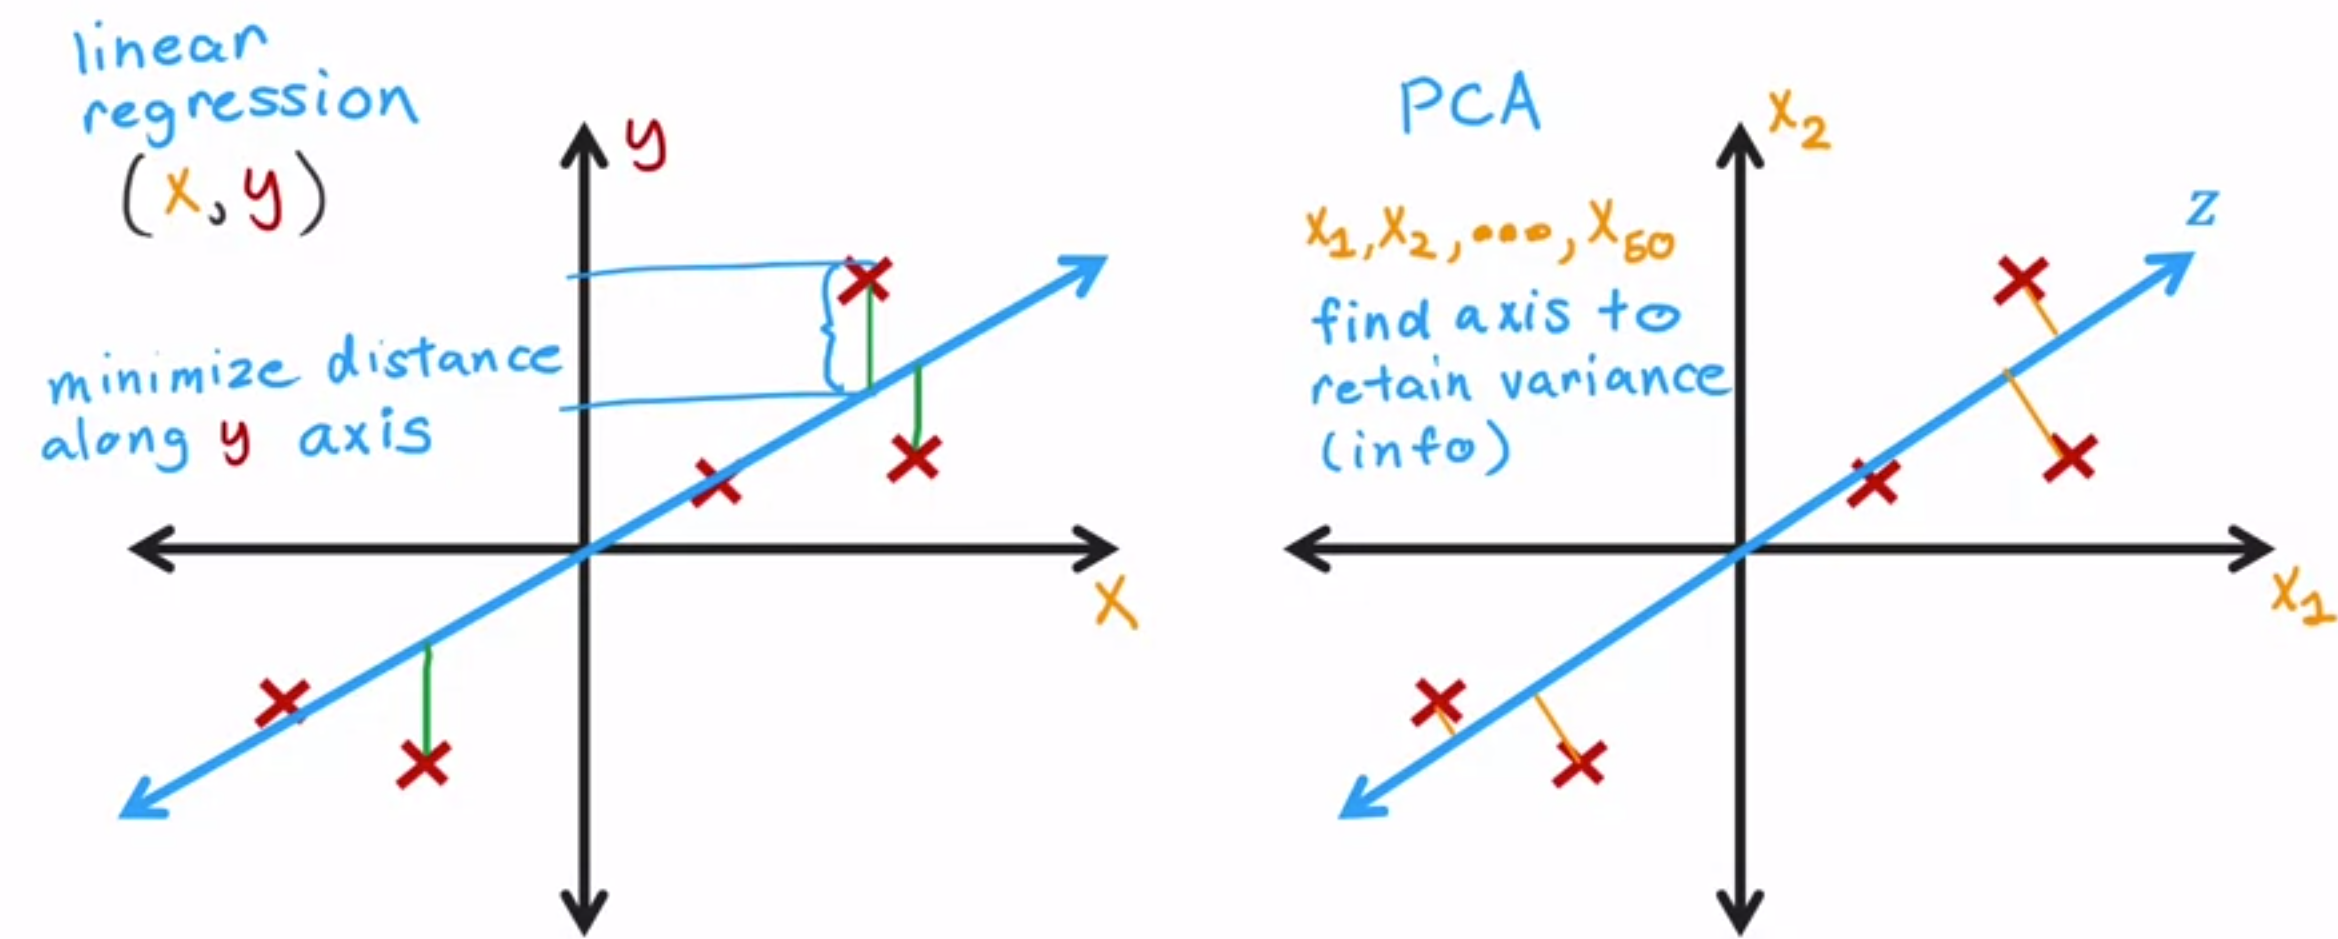 linear
regression
(x, y)
y
minimize distance
along y axis
x
PCA
x₂
z
x₁, x₂, ..., x₅₀
find axis to
retain variance
(info)
x₁